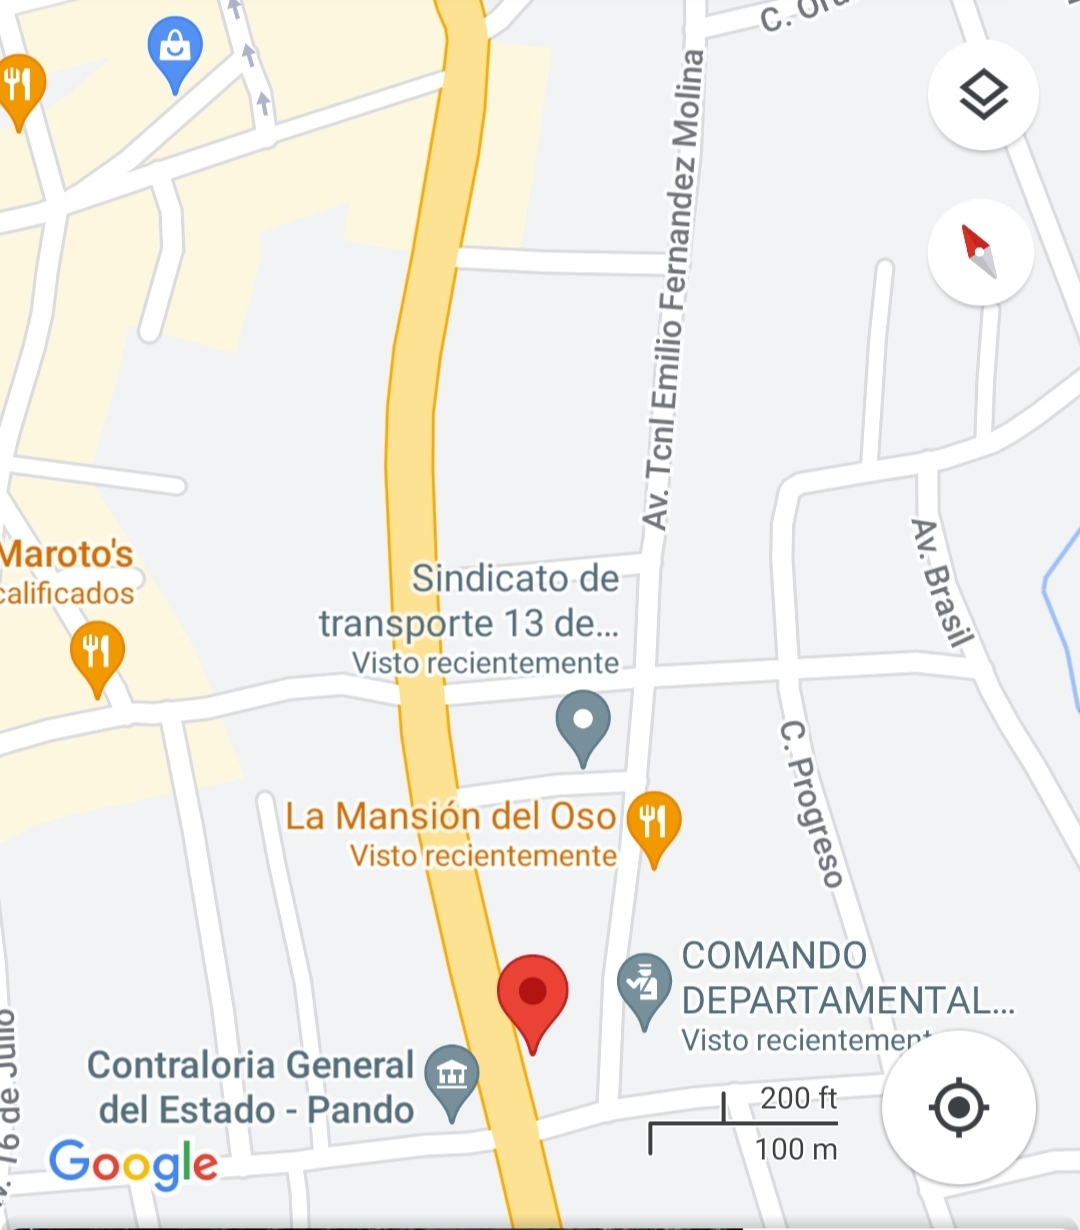 C. Oru
Av. Tcnl Emilio Fernandez Molina
Maroto's
calificados
Sindicato de
transporte 13 de...
Visto recientemente
Av. Brasil
C. Progreso
La Mansión del Oso
Visto recientemente
COMANDO
DEPARTAMENTAL...
Visto recientement
Contraloria General
del Estado - Pando
16 de Julio
200 ft
100 m
Google